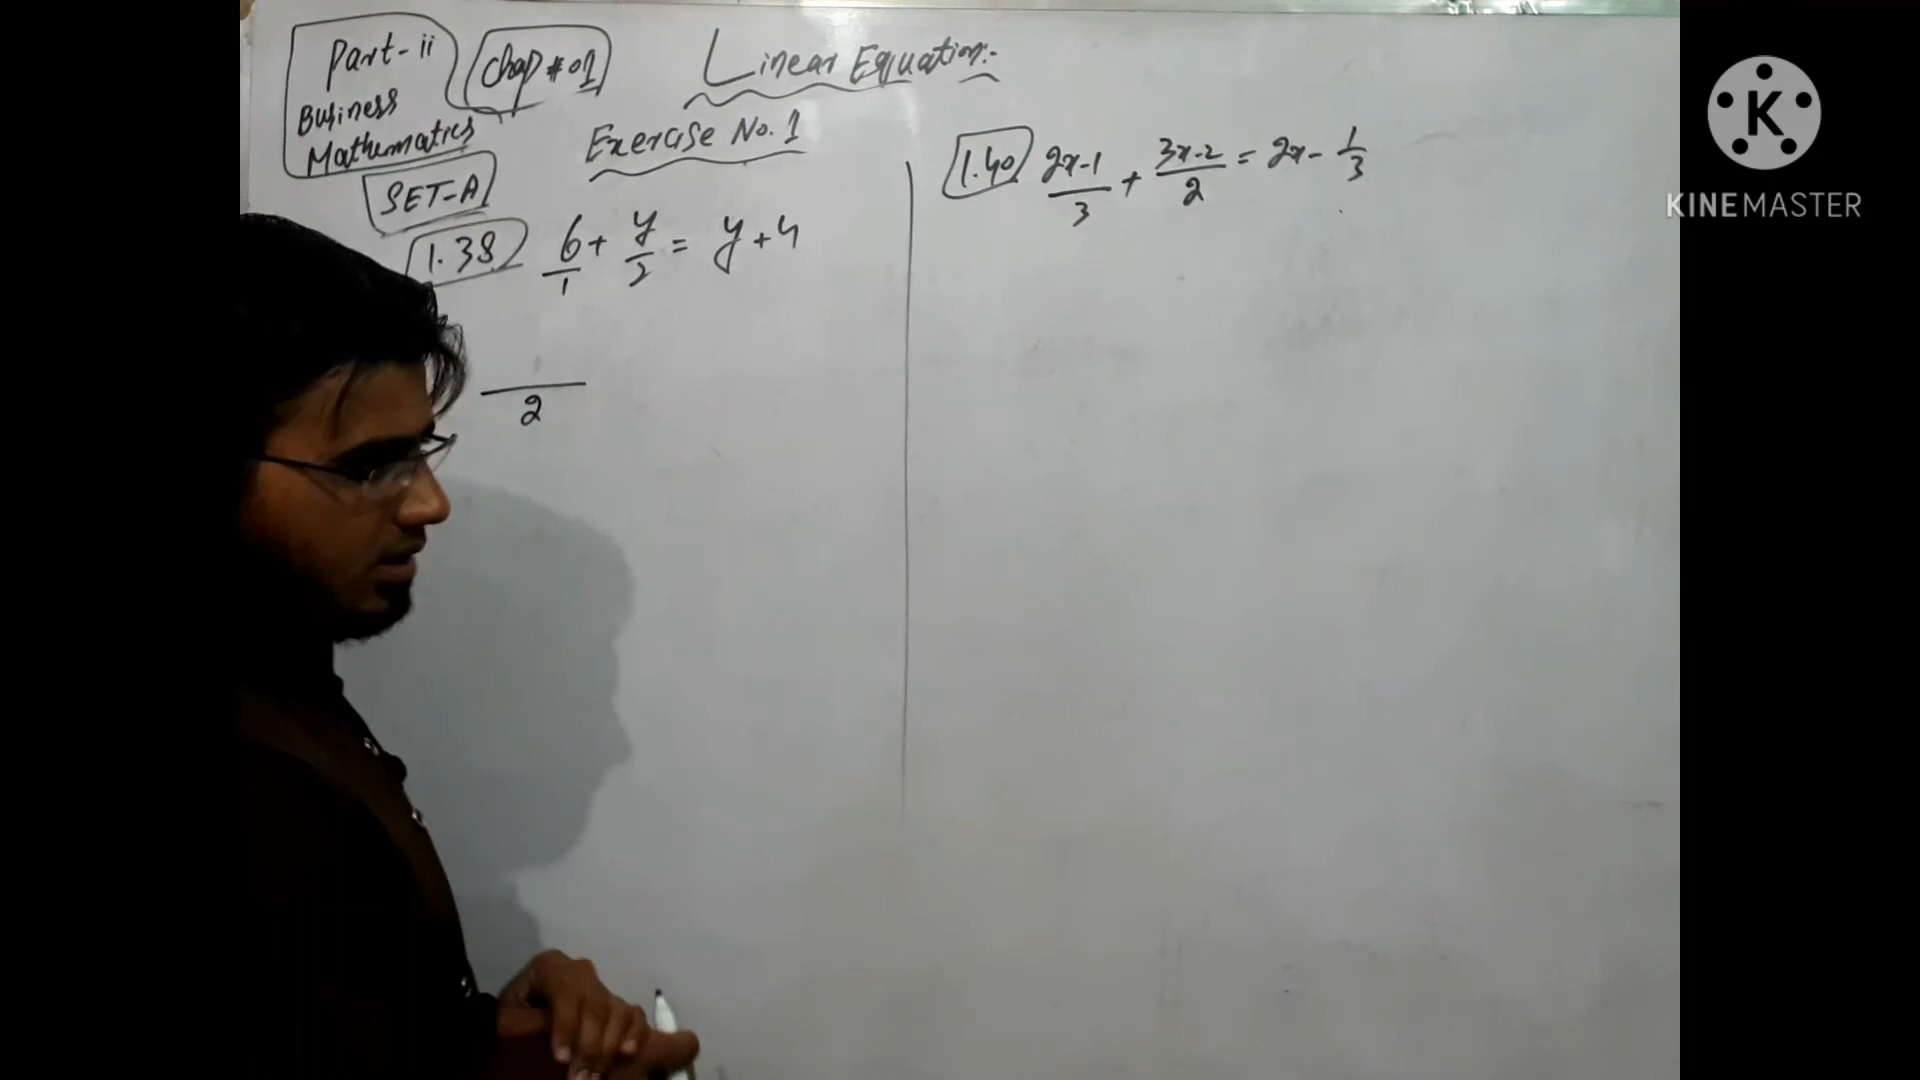 Part-ii
Business
Mathematics
Chap # 01
Linear Equation:-
Exercise No. 1
SET-A
1.38 6/1 + y/2 = y + 4
2
1.40 2x-1/3 + 3x-2/2 = 2x - 1/3
K
KINEMASTER